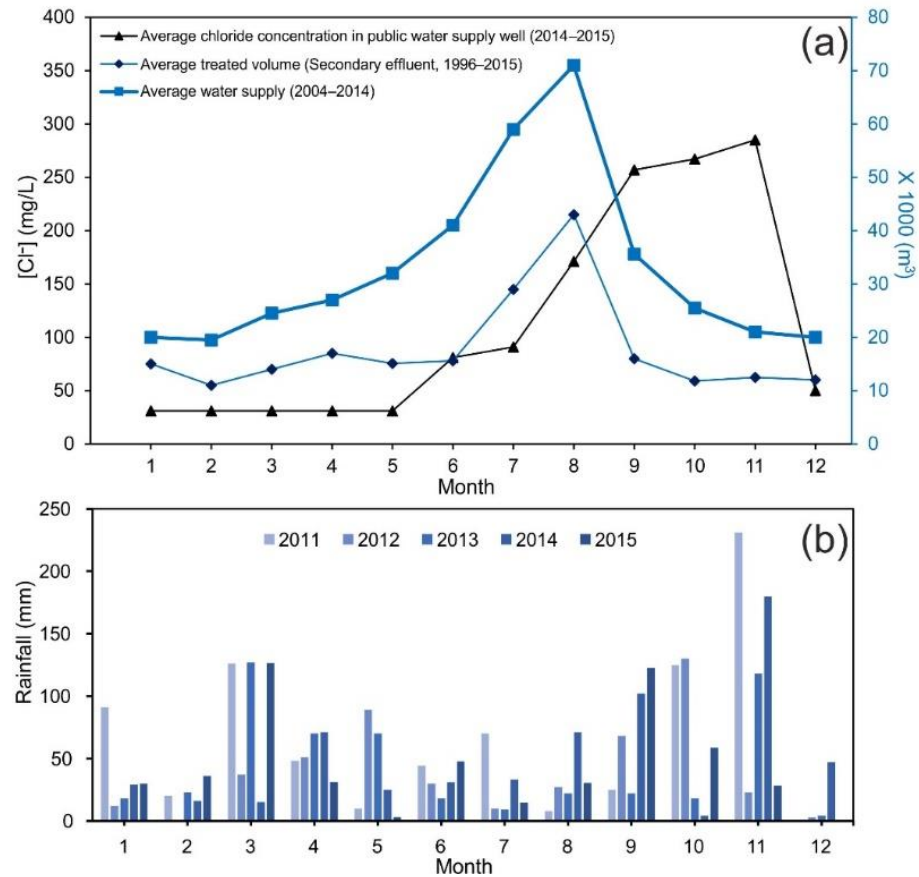 (a)
Average chloride concentration in public water supply well (2014–2015)
Average treated volume (Secondary effluent, 1996–2015)
Average water supply (2004–2014)
[Cl-] (mg/L)
400
350
300
250
200
150
100
50
0
80
70
60
50
40
30
20
10
0
X 1000 (m³)
1 2 3 4 5 6 7 8 9 10 11 12
Month
(b)
2011 2012 2013 2014 2015
Rainfall (mm)
250
200
150
100
50
0
1 2 3 4 5 6 7 8 9 10 11 12
Month